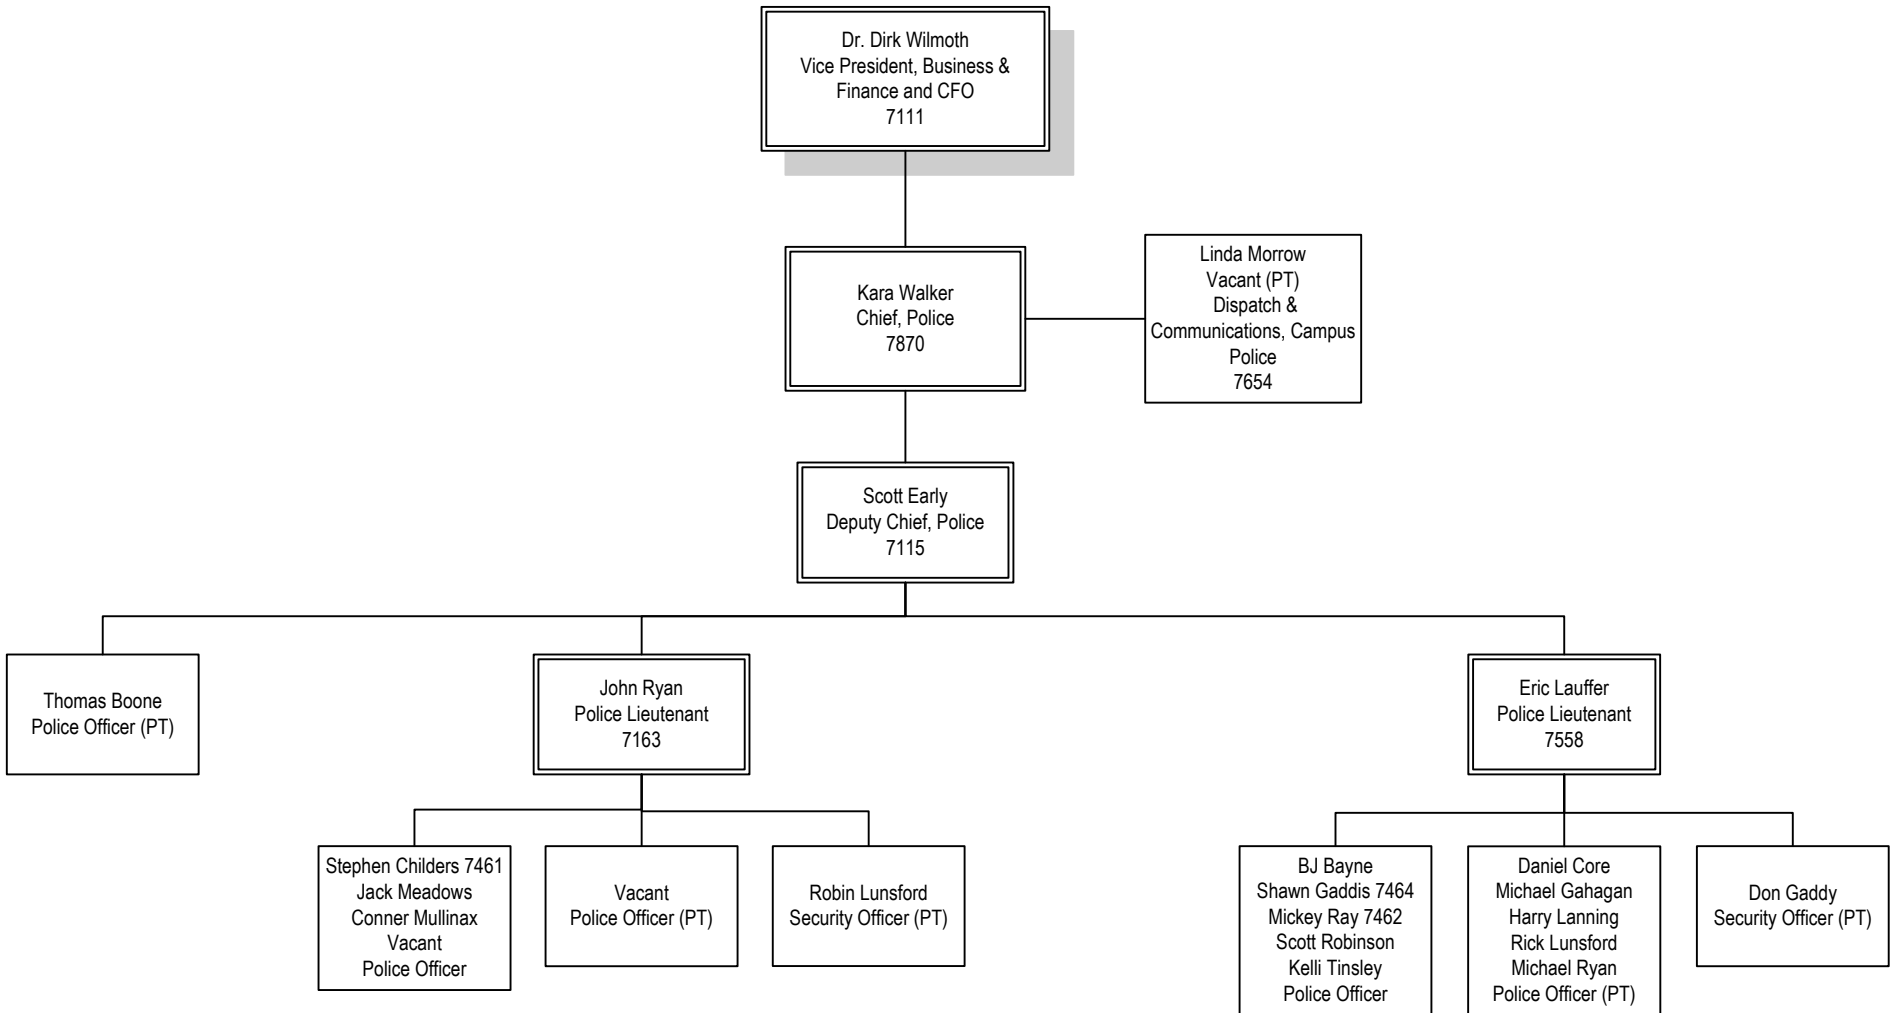 Dr. Dirk Wilmoth
Vice President, Business &
Finance and CFO
7111
Kara Walker
Chief, Police
7870
Linda Morrow
Vacant (PT)
Dispatch &
Communications, Campus
Police
7654
Scott Early
Deputy Chief, Police
7115
Thomas Boone
Police Officer (PT)
John Ryan
Police Lieutenant
7163
Eric Lauffer
Police Lieutenant
7558
Stephen Childers 7461
Jack Meadows
Conner Mullinax
Vacant
Police Officer
Vacant
Police Officer (PT)
Robin Lunsford
Security Officer (PT)
BJ Bayne
Shawn Gaddis 7464
Mickey Ray 7462
Scott Robinson
Kelli Tinsley
Police Officer
Daniel Core
Michael Gahagan
Harry Lanning
Rick Lunsford
Michael Ryan
Police Officer (PT)
Don Gaddy
Security Officer (PT)